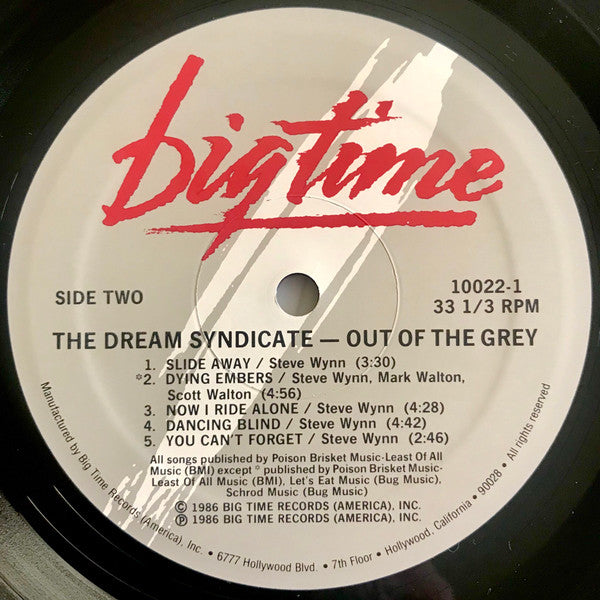 bigtime
SIDE TWO
10022-1
33 1/3 RPM
THE DREAM SYNDICATE — OUT OF THE GREY
1. SLIDE AWAY / Steve Wynn (3:30)
*2. DYING EMBERS / Steve Wynn, Mark Walton,
Scott Walton (4:56)
3. NOW I RIDE ALONE / Steve Wynn (4:28)
4. DANCING BLIND / Steve Wynn (4:42)
5. YOU CAN'T FORGET / Steve Wynn (2:46)
All songs published by Poison Brisket Music-Least Of All
Music (BMI) except * published by Poison Brisket Music-
Least Of All Music (BMI), Let's Eat Music (Bug Music),
Schrod Music (Bug Music)
© 1986 BIG TIME RECORDS (AMERICA), INC.
℗ 1986 BIG TIME RECORDS (AMERICA), INC.
Manufactured by Big Time Records (America), Inc. • 6777 Hollywood Blvd. • 7th Floor • Hollywood, California • 90028 • All rights reserved